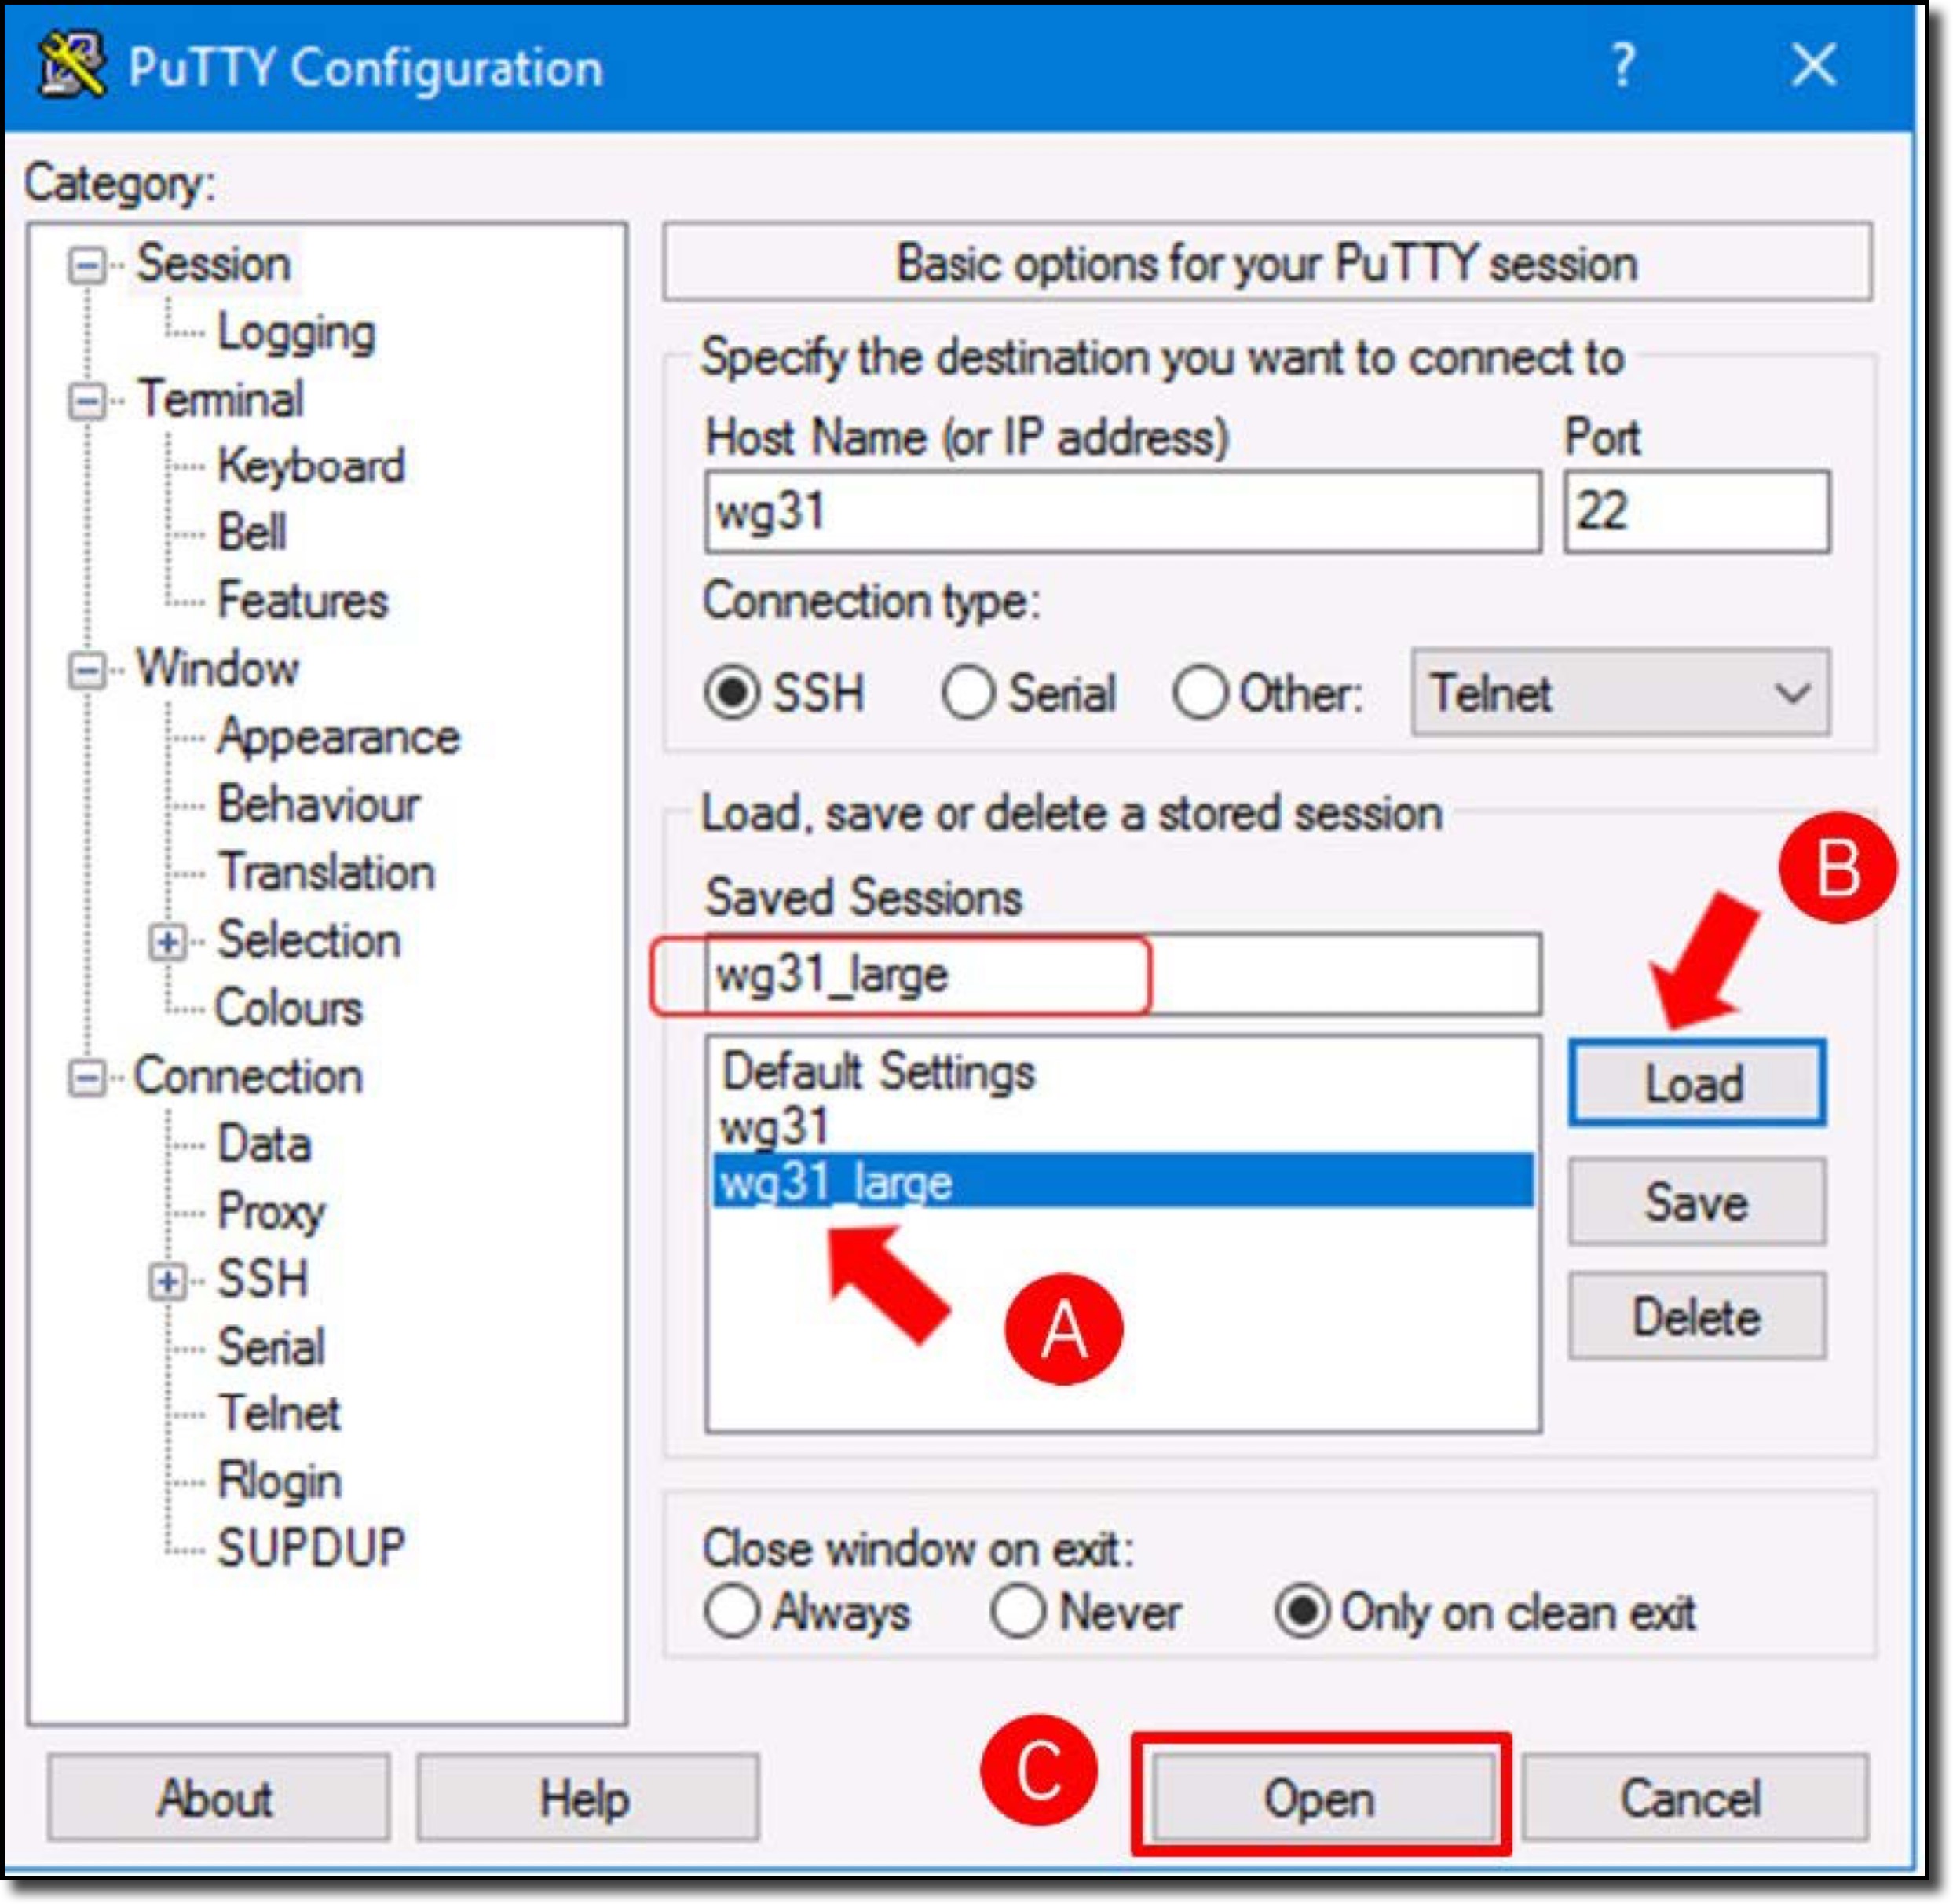 PuTTY Configuration
?
Category:
Session
Logging
Terminal
Keyboard
Bell
Features
Window
Appearance
Behaviour
Translation
Selection
Colours
Connection
Data
Proxy
SSH
Serial
Telnet
Rlogin
SUPDUP
Basic options for your PuTTY session
Specify the destination you want to connect to
Host Name (or IP address) Port
wg31 22
Connection type:
SSH Serial Other: Telnet
Load, save or delete a stored session
B
Saved Sessions
wg31_large
Default Settings
wg31
wg31_large
A
Load
Save
Delete
Close window on exit:
Always Never Only on clean exit
About Help C Open Cancel